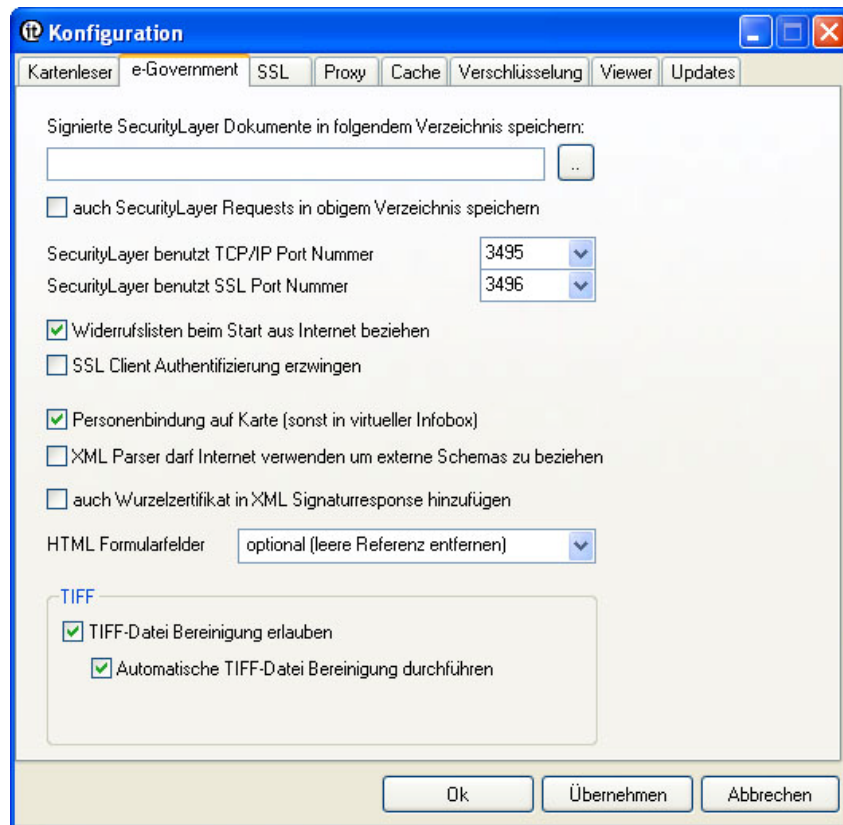 it Konfiguration
Kartenleser e-Government SSL Proxy Cache Verschlüsselung Viewer Updates
Signierte SecurityLayer Dokumente in folgendem Verzeichnis speichern:
..
auch SecurityLayer Requests in obigem Verzeichnis speichern
SecurityLayer benutzt TCP/IP Port Nummer 3495
SecurityLayer benutzt SSL Port Nummer 3496
Widerrufslisten beim Start aus Internet beziehen
SSL Client Authentifizierung erzwingen
Personenbindung auf Karte (sonst in virtueller Infobox)
XML Parser darf Internet verwenden um externe Schemas zu beziehen
auch Wurzelzertifikat in XML Signaturresponse hinzufügen
HTML Formularfelder optional (leere Referenz entfernen)
TIFF
TIFF-Datei Bereinigung erlauben
Automatische TIFF-Datei Bereinigung durchführen
Ok Übernehmen Abbrechen